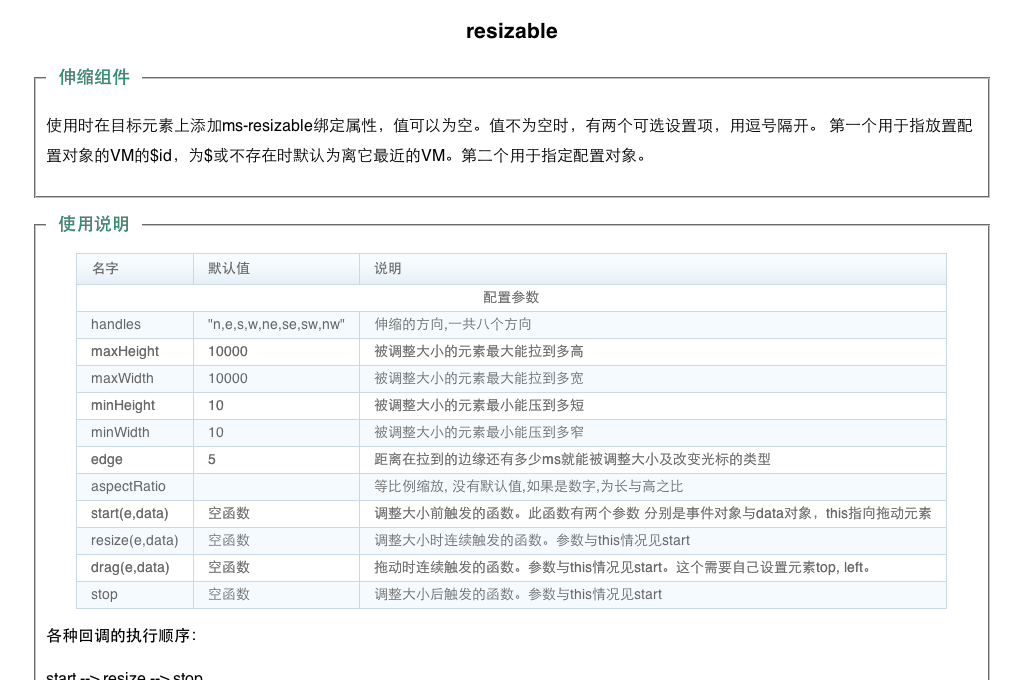 resizable
伸缩组件
使用时在目标元素上添加ms-resizable绑定属性，值可以为空。值不为空时，有两个可选设置项，用逗号隔开。 第一个用于指放置配
置对象的VM的$id，为$或不存在时默认为离它最近的VM。第二个用于指定配置对象。
使用说明
名字 默认值 说明
配置参数
handles "n,e,s,w,ne,se,sw,nw" 伸缩的方向,一共八个方向
maxHeight 10000 被调整大小的元素最大能拉到多高
maxWidth 10000 被调整大小的元素最大能拉到多宽
minHeight 10 被调整大小的元素最小能压到多短
minWidth 10 被调整大小的元素最小能压到多窄
edge 5 距离在拉到的边缘还有多少ms就能被调整大小及改变光标的类型
aspectRatio 等比例缩放, 没有默认值,如果是数字,为长与高之比
start(e,data) 空函数 调整大小前触发的函数。此函数有两个参数 分别是事件对象与data对象，this指向拖动元素
resize(e,data) 空函数 调整大小时连续触发的函数。参数与this情况见start
drag(e,data) 空函数 拖动时连续触发的函数。参数与this情况见start。这个需要自己设置元素top, left。
stop 空函数 调整大小后触发的函数。参数与this情况见start
各种回调的执行顺序：
start --> resize --> stop